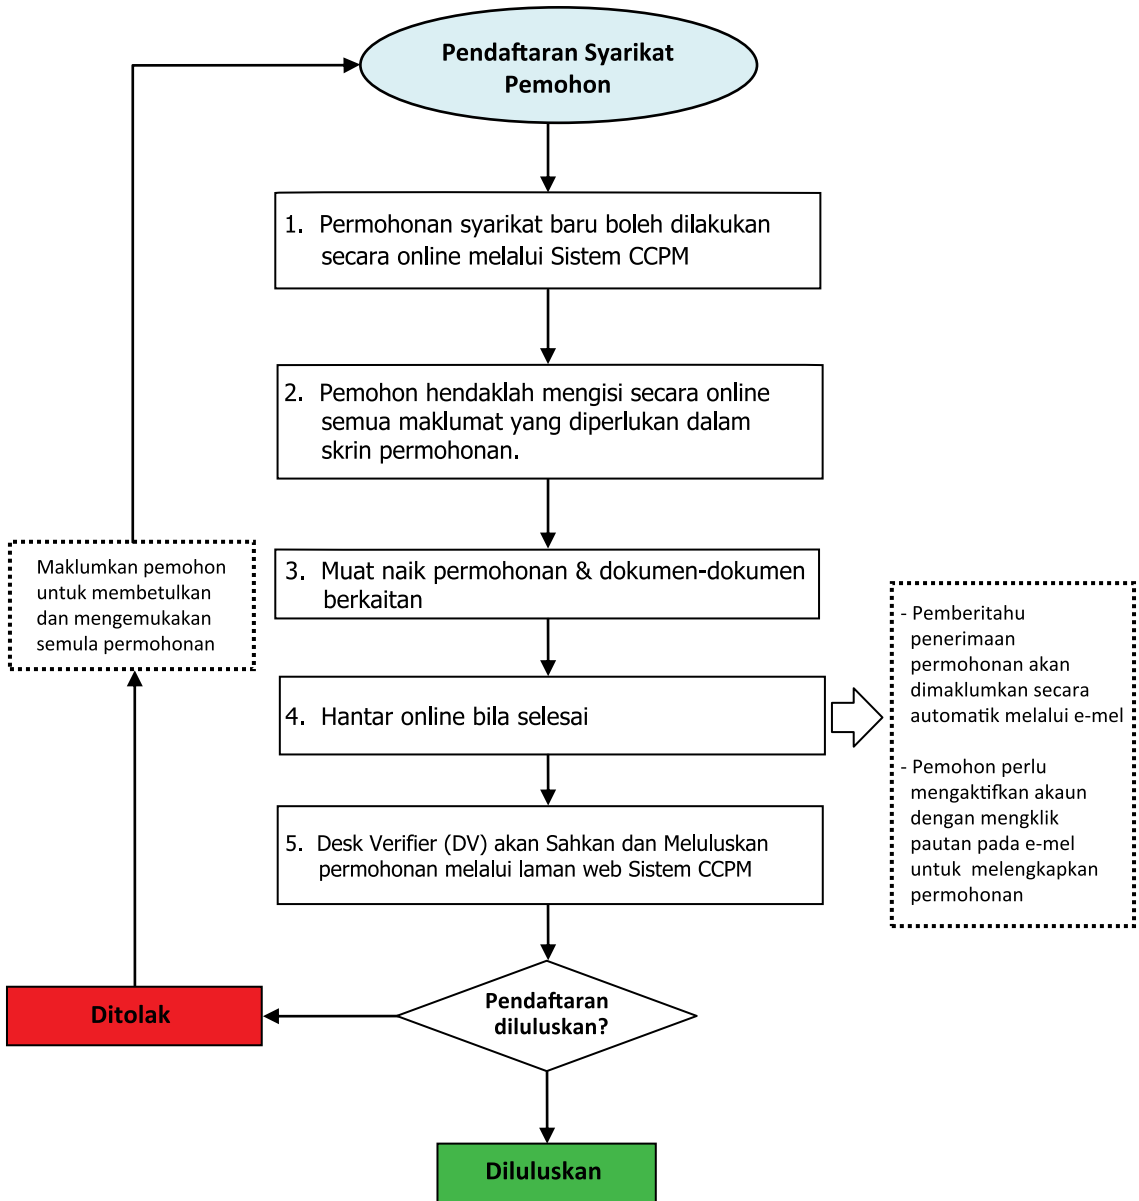 Pendaftaran Syarikat
Pemohon
1. Permohonan syarikat baru boleh dilakukan
secara online melalui Sistem CCPM
2. Pemohon hendaklah mengisi secara online
semua maklumat yang diperlukan dalam
skrin permohonan.
Maklumkan pemohon
untuk membetulkan
dan mengemukakan
semula permohonan
3. Muat naik permohonan & dokumen-dokumen
berkaitan
4. Hantar online bila selesai
- Pemberitahu
penerimaan
permohonan akan
dimaklumkan secara
automatik melalui e-mel
- Pemohon perlu
mengaktifkan akaun
dengan mengklik
pautan pada e-mel
untuk melengkapkan
permohonan
5. Desk Verifier (DV) akan Sahkan dan Meluluskan
permohonan melalui laman web Sistem CCPM
Pendaftaran
diluluskan?
Ditolak
Diluluskan